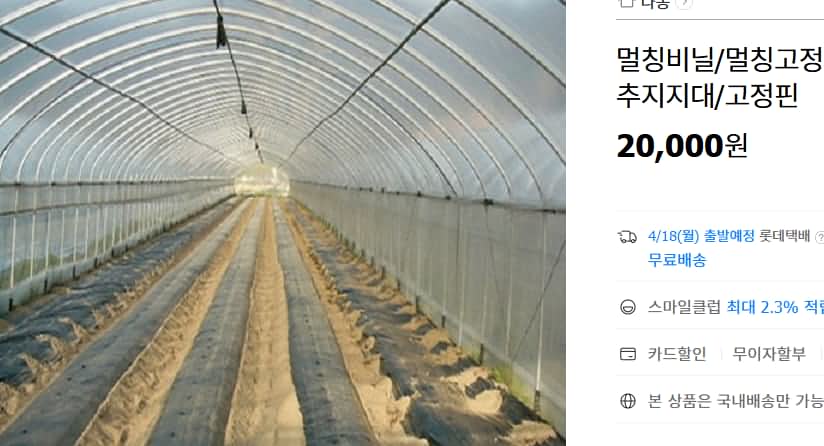 다농
멀칭비닐/멀칭고정
추지지대/고정핀
20,000원
4/18(월) 출발예정 롯데택배
무료배송
스마일클럽 최대 2.3%
카드할인 무이자할부
본 상품은 국내배송만 가능